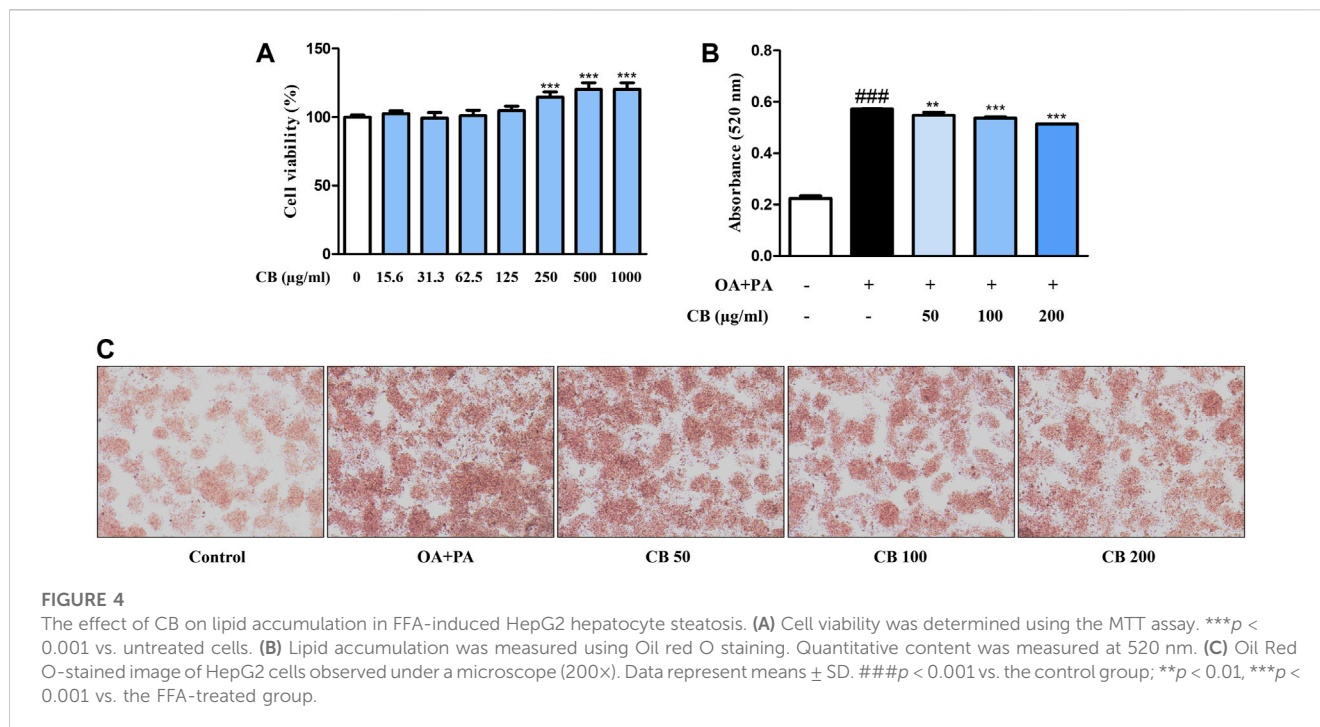 A
Cell viability (%)
150
100
50
0
*** *** ***
CB (µg/ml) 0 15.6 31.3 62.5 125 250 500 1000
B
Absorbance (520 nm)
0.8
0.6
0.4
0.2
0.0
### ** *** ***
OA+PA - + + + +
CB (µg/ml) - - 50 100 200
C
Control OA+PA CB 50 CB 100 CB 200
FIGURE 4
The effect of CB on lipid accumulation in FFA-induced HepG2 hepatocyte steatosis. (A) Cell viability was determined using the MTT assay. ***p <
0.001 vs. untreated cells. (B) Lipid accumulation was measured using Oil red O staining. Quantitative content was measured at 520 nm. (C) Oil Red
O-stained image of HepG2 cells observed under a microscope (200×). Data represent means ± SD. ###p < 0.001 vs. the control group; **p < 0.01, ***p <
0.001 vs. the FFA-treated group.